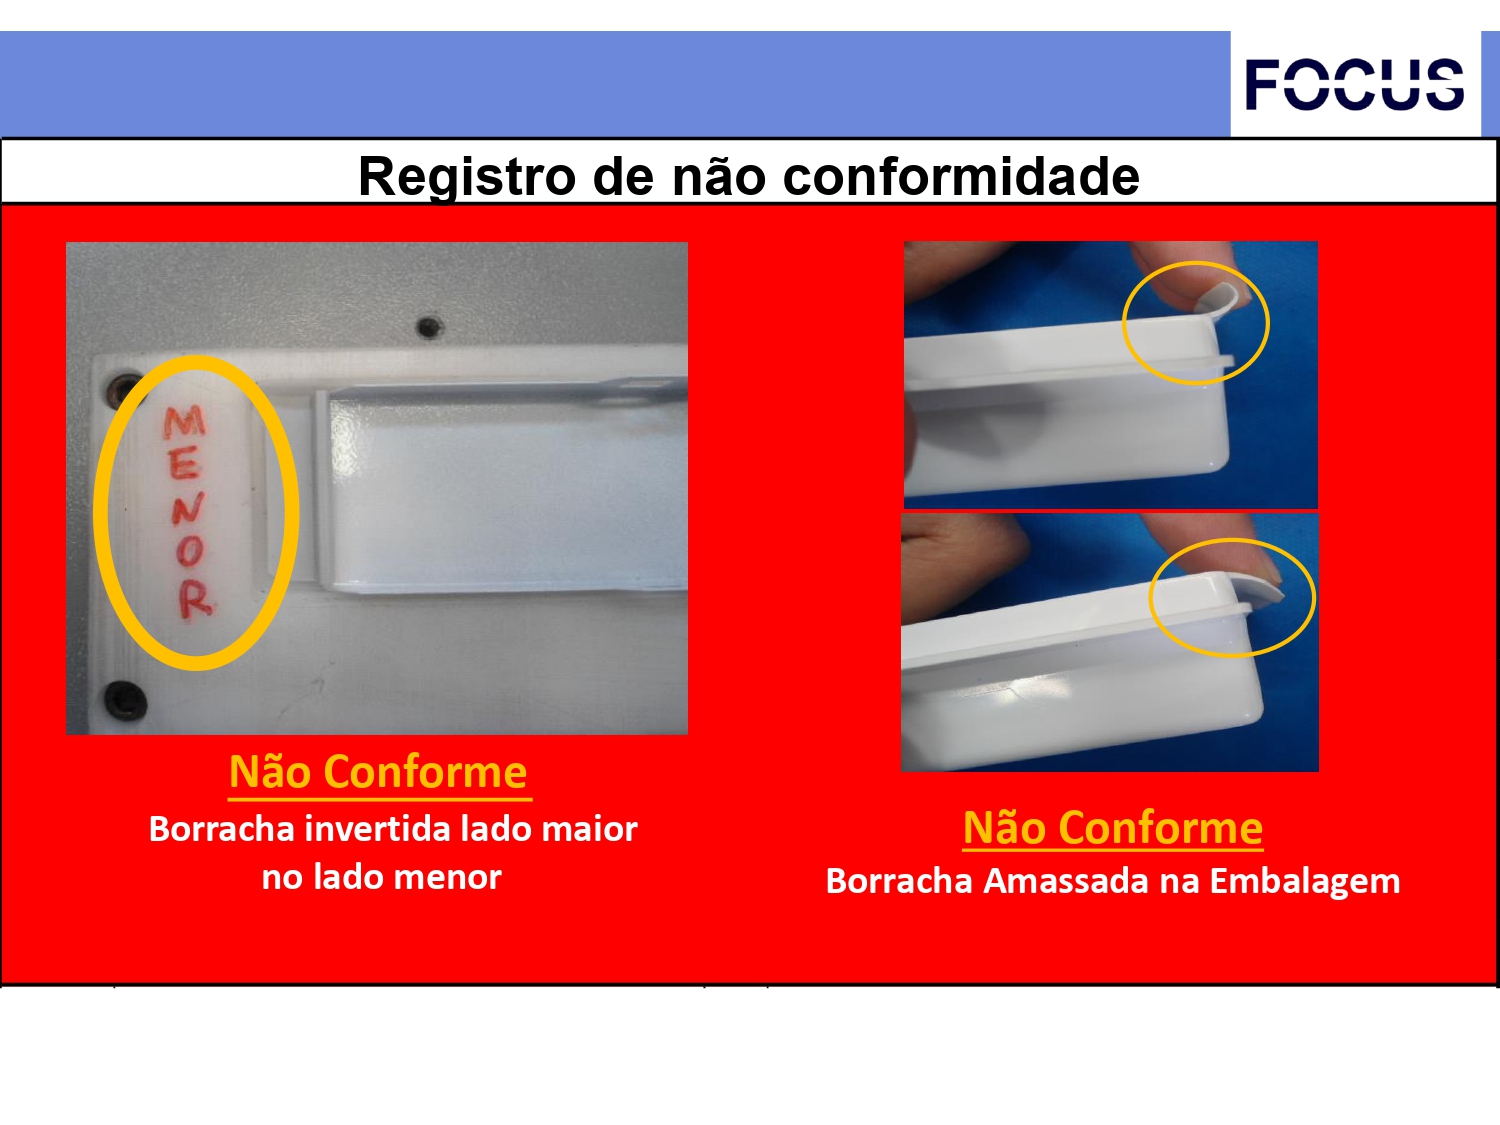 FOCUS
Registro de não conformidade
M
E
N
O
R
Não Conforme
Borracha invertida lado maior
no lado menor
Não Conforme
Borracha Amassada na Embalagem